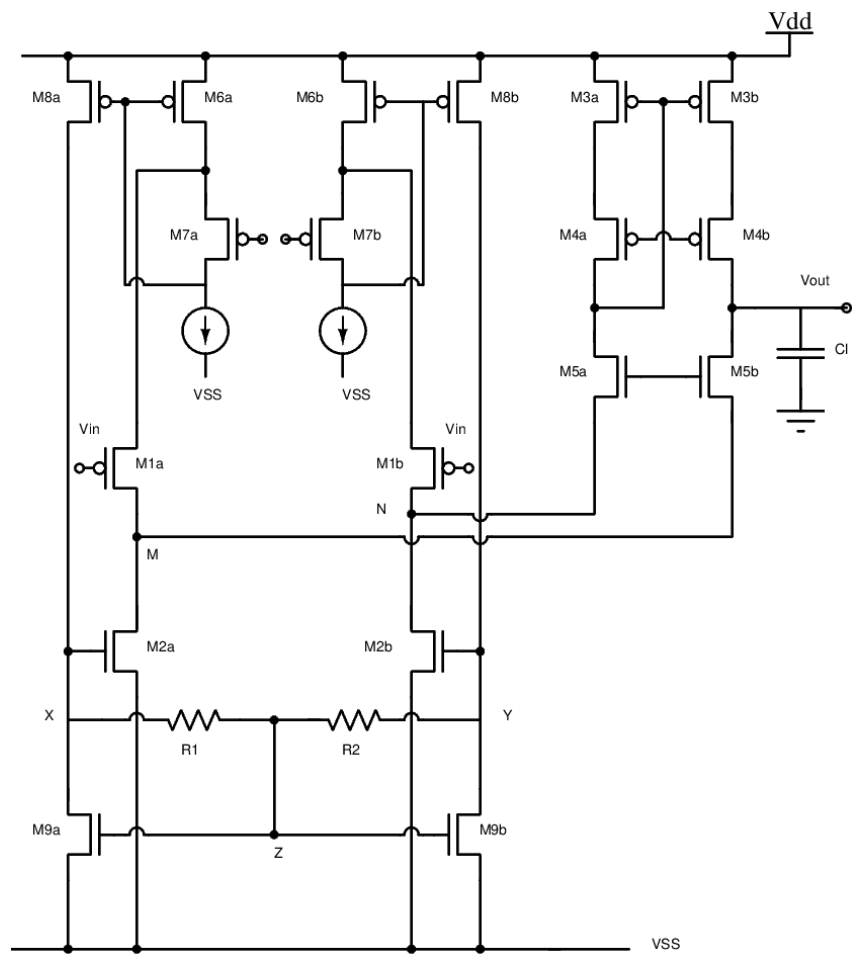 Vdd
M8a M6a M6b M8b M3a M3b
M7a M7b M4a M4b
Vout
Cl
M5a M5b
VSS VSS
Vin Vin
M1a M1b
N
M
M2a M2b
X Y
R1 R2
M9a M9b
Z
VSS